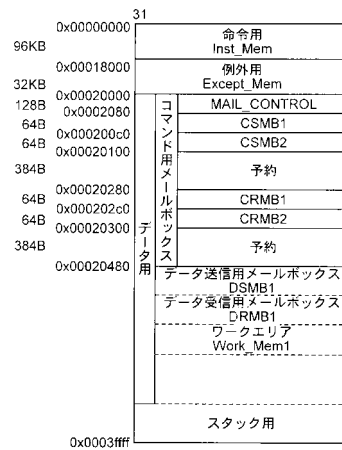 31
0x00000000
命令用
Inst_Mem
96KB
0x00018000
例外用
Except_Mem
32KB
0x00020000
128B
MAIL_CONTROL
0x00020080
64B
CSMB1
0x000200c0
64B
CSMB2
0x00020100
384B
予約
0x00020280
64B
CRMB1
0x000202c0
64B
CRMB2
0x00020300
384B
予約
0x00020480
コマンド用メールボックス
データ用
データ送信用メールボックス
DSMB1
データ受信用メールボックス
DRMB1
ワークエリア
Work_Mem1
スタック用
0x0003ffff